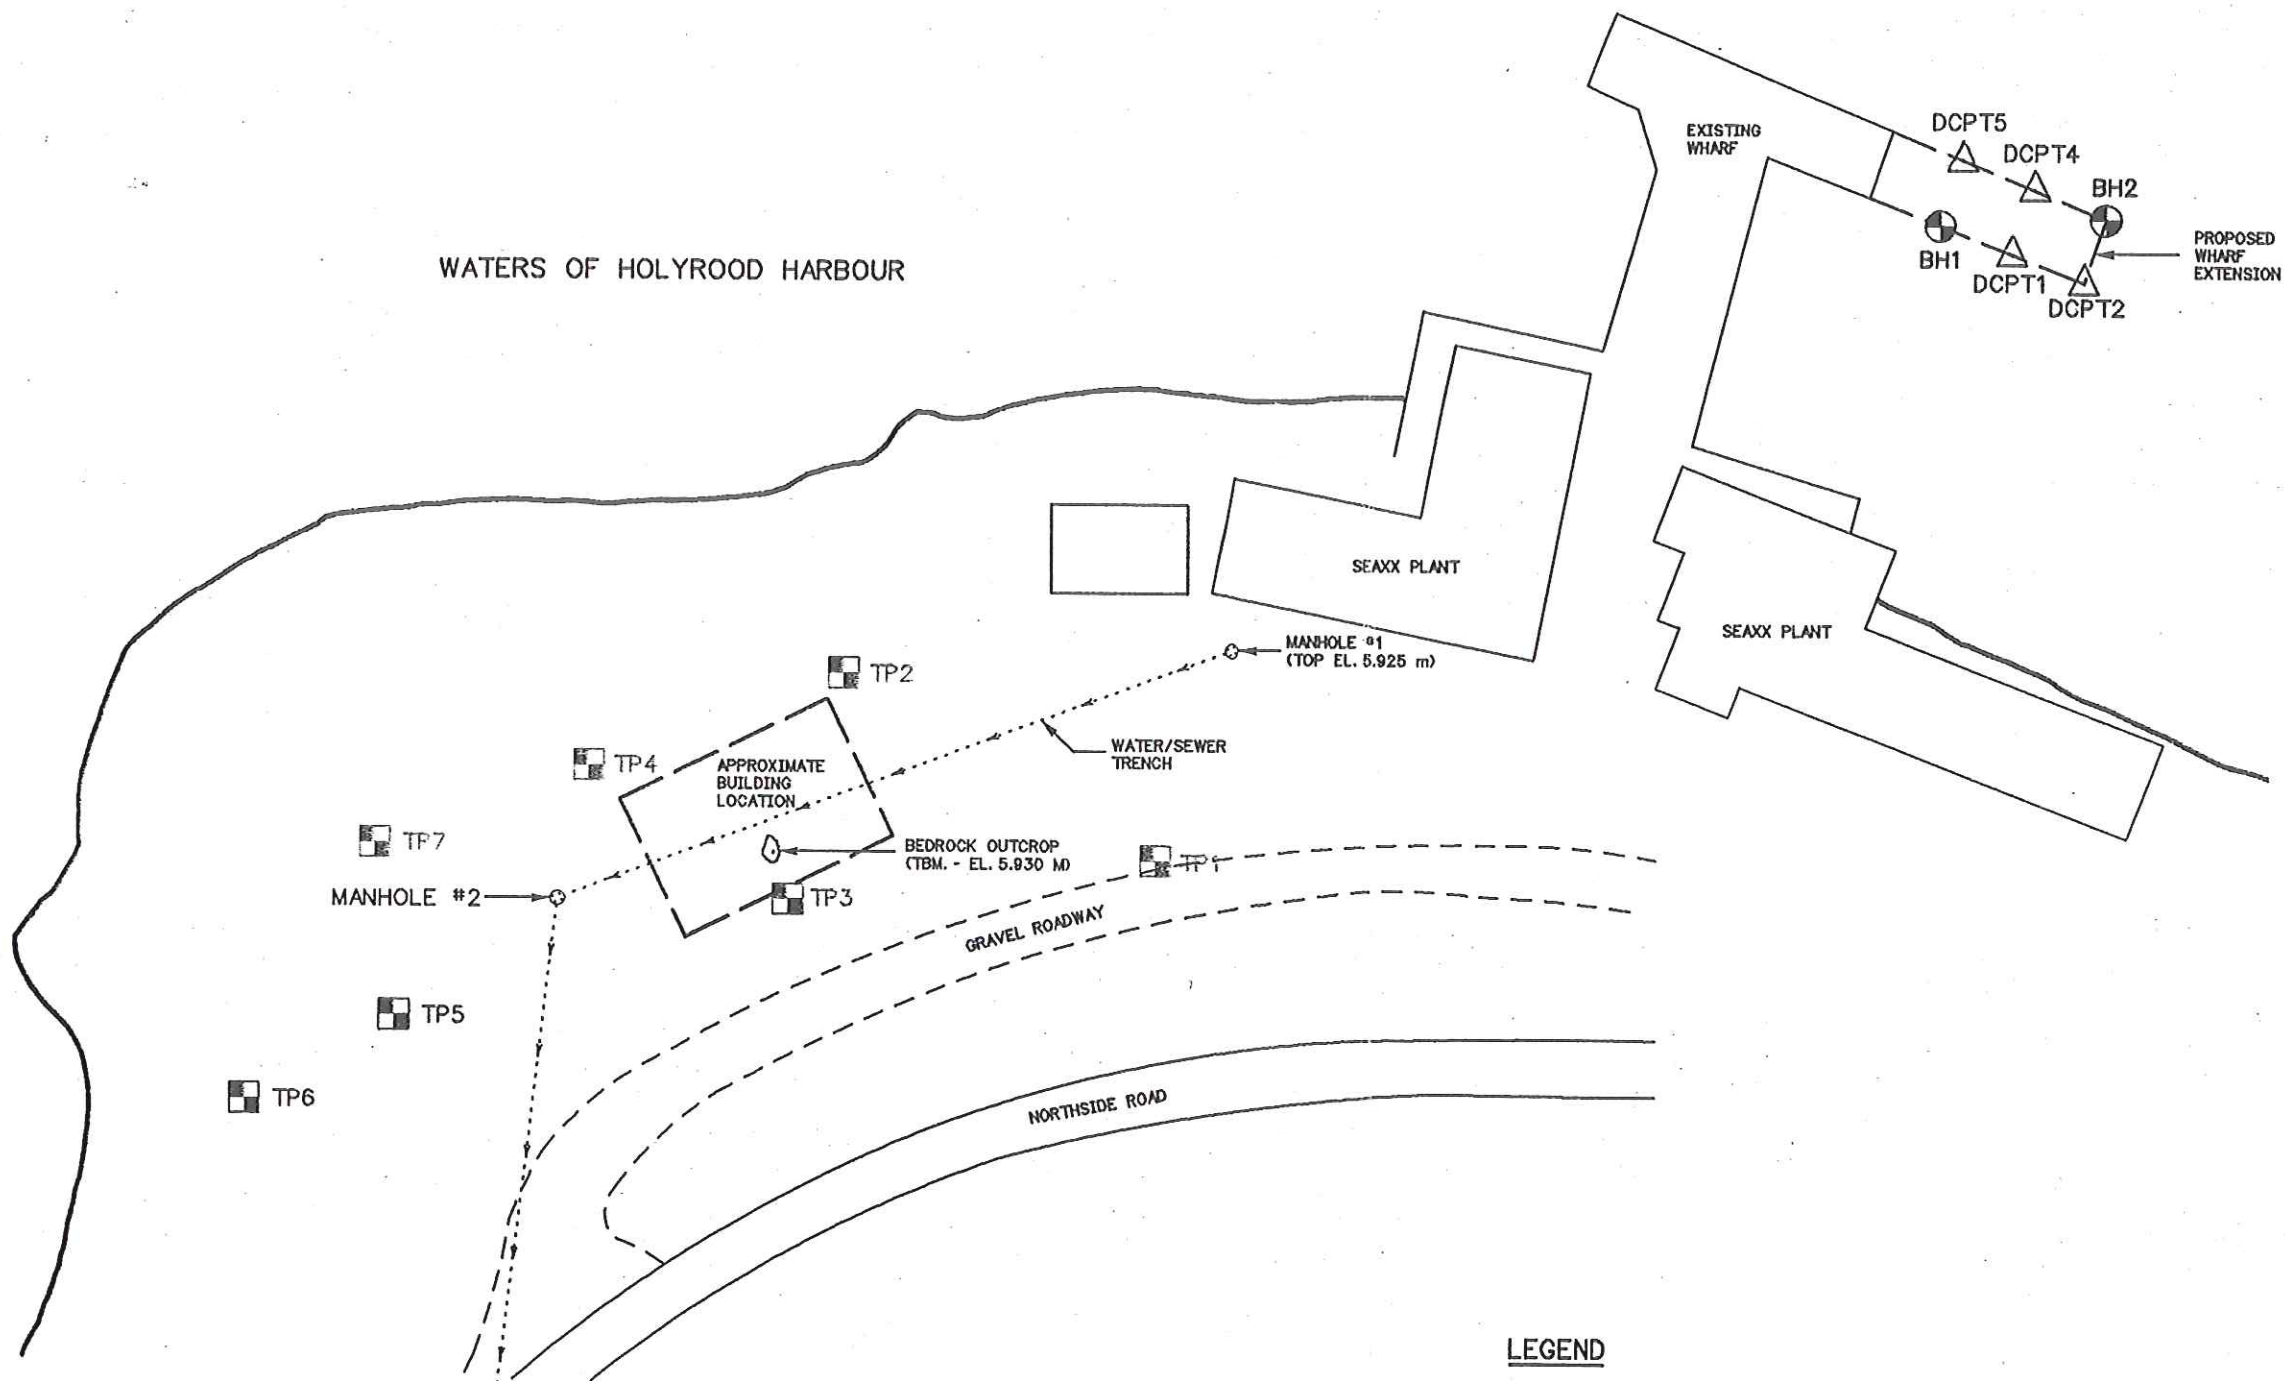 DCPT5
EXISTING
WHARF
DCPT4
BH2
PROPOSED
WHARF
EXTENSION
BH1
DCPT1
DCPT2
WATERS OF HOLYROOD HARBOUR
SEAXX PLANT
SEAXX PLANT
MANHOLE #1
(TOP EL. 5.925 m)
TP2
WATER/SEWER
TRENCH
TP4
APPROXIMATE
BUILDING
LOCATION
TP7
BEDROCK OUTCROP
(TBM. - EL. 5.930 M)
TP1
MANHOLE #2
TP3
GRAVEL ROADWAY
TP5
TP6
NORTHSIDE ROAD
LEGEND